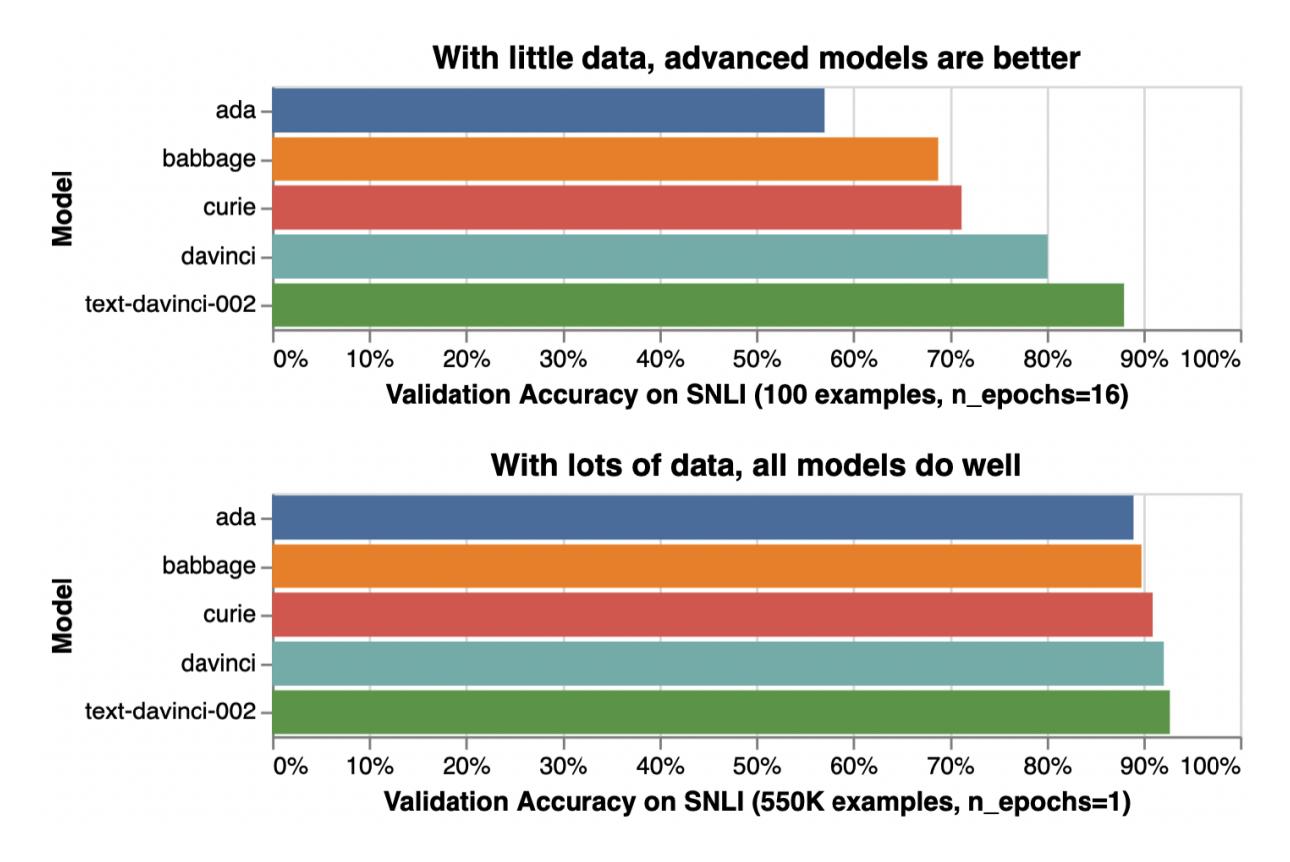 With little data, advanced models are better
Model
ada
babbage
curie
davinci
text-davinci-002
0% 10% 20% 30% 40% 50% 60% 70% 80% 90% 100%
Validation Accuracy on SNLI (100 examples, n_epochs=16)
With lots of data, all models do well
Model
ada
babbage
curie
davinci
text-davinci-002
0% 10% 20% 30% 40% 50% 60% 70% 80% 90% 100%
Validation Accuracy on SNLI (550K examples, n_epochs=1)